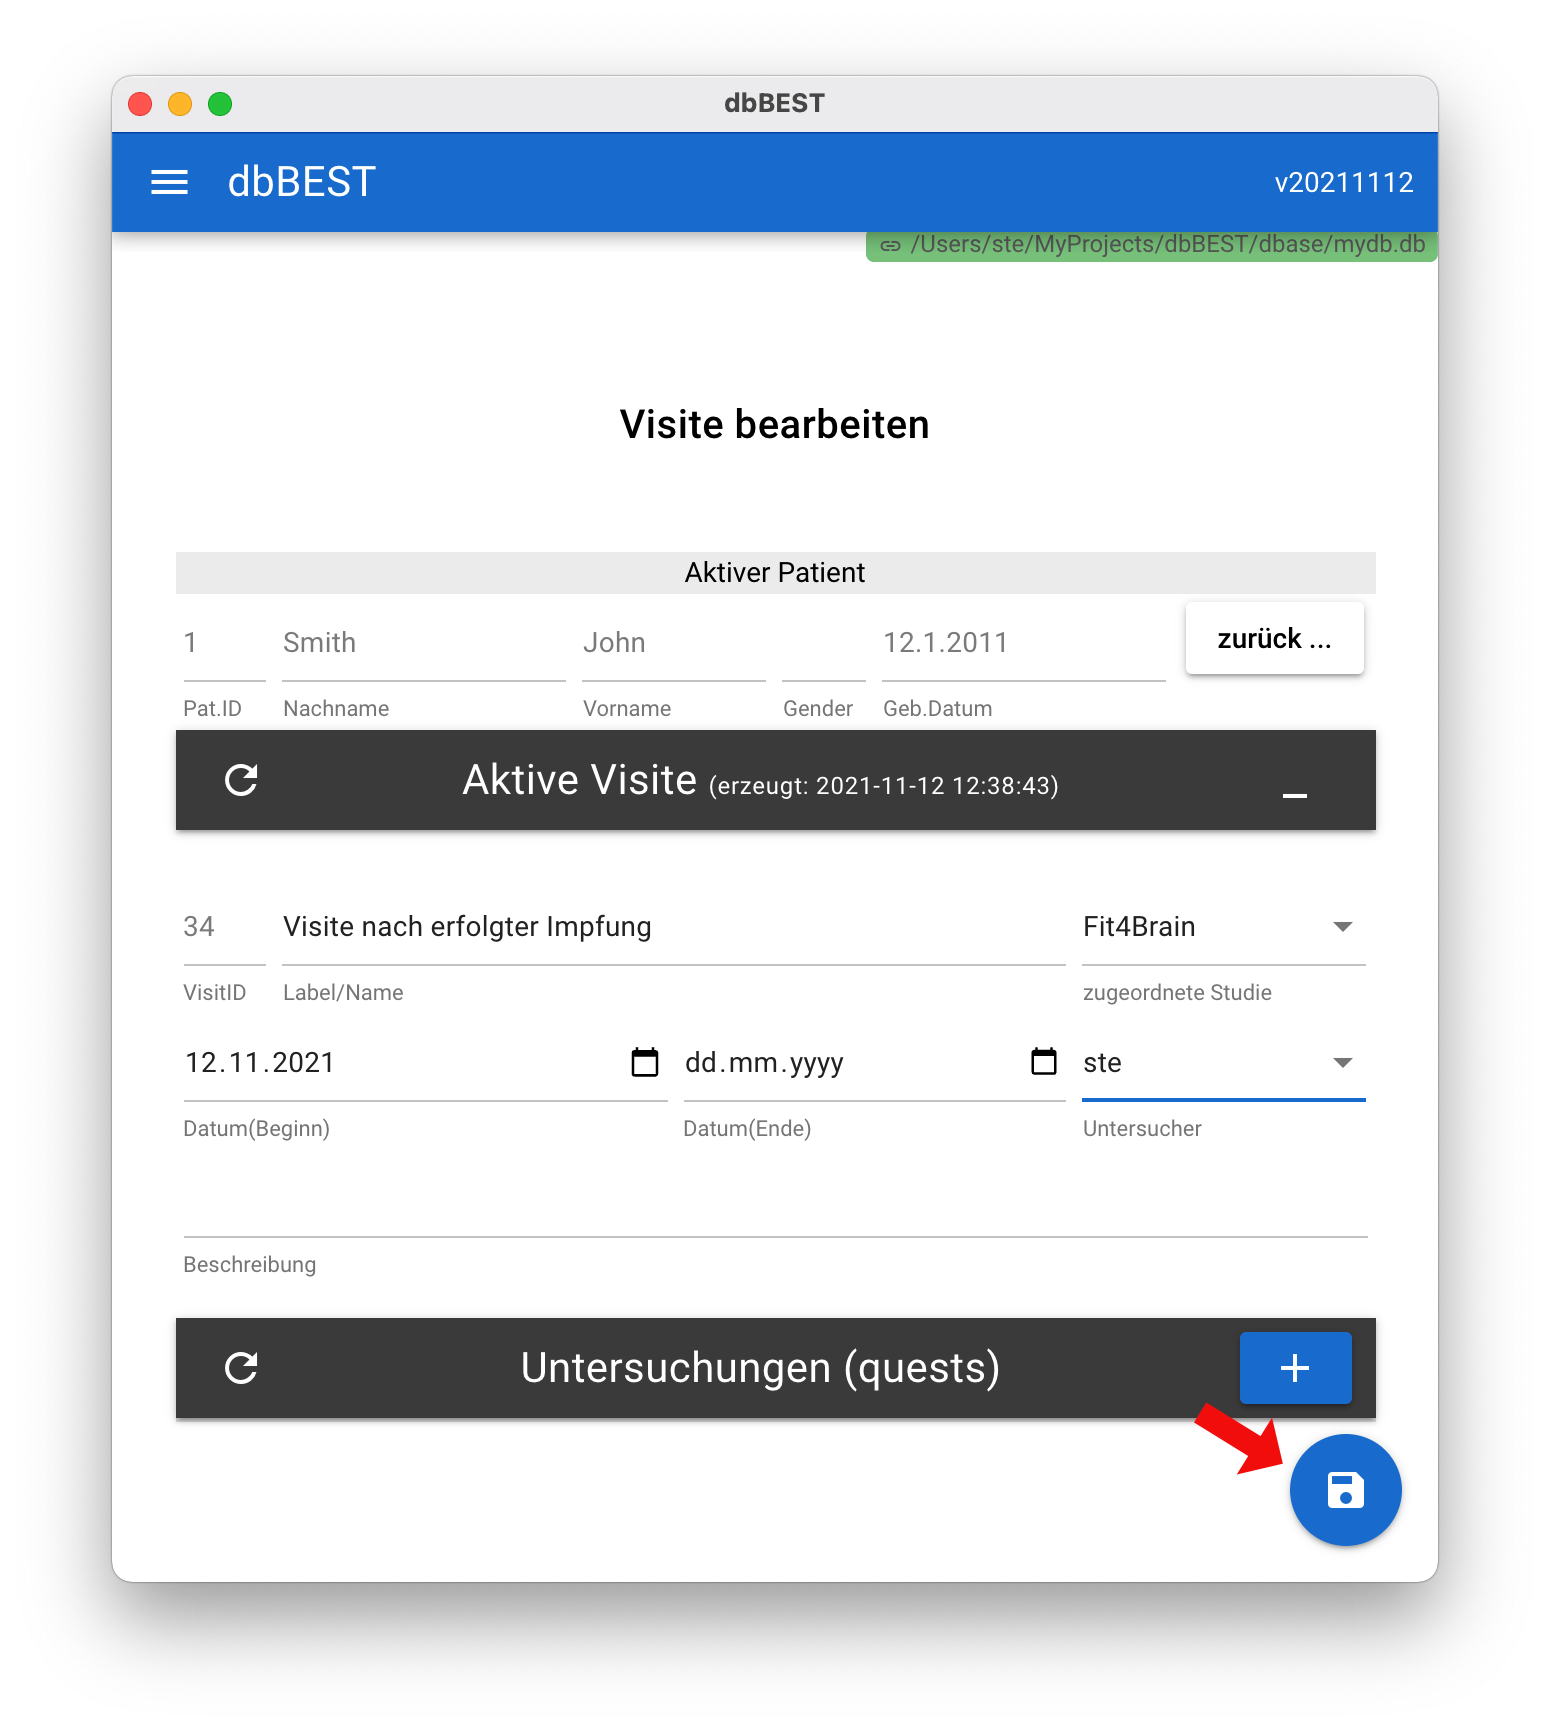 dbBEST
dbBEST
v20211112
/Users/ste/MyProjects/dbBEST/dbase/mydb.db
Visite bearbeiten
Aktiver Patient
1 Smith John 12.1.2011 zurück ...
Pat.ID Nachname Vorname Gender Geb.Datum
Aktive Visite (erzeugt: 2021-11-12 12:38:43)
34 Visite nach erfolgter Impfung Fit4Brain
VisitID Label/Name zugeordnete Studie
12.11.2021 dd.mm.yyyy ste
Datum(Beginn) Datum(Ende) Untersucher
Beschreibung
Untersuchungen (quests) +